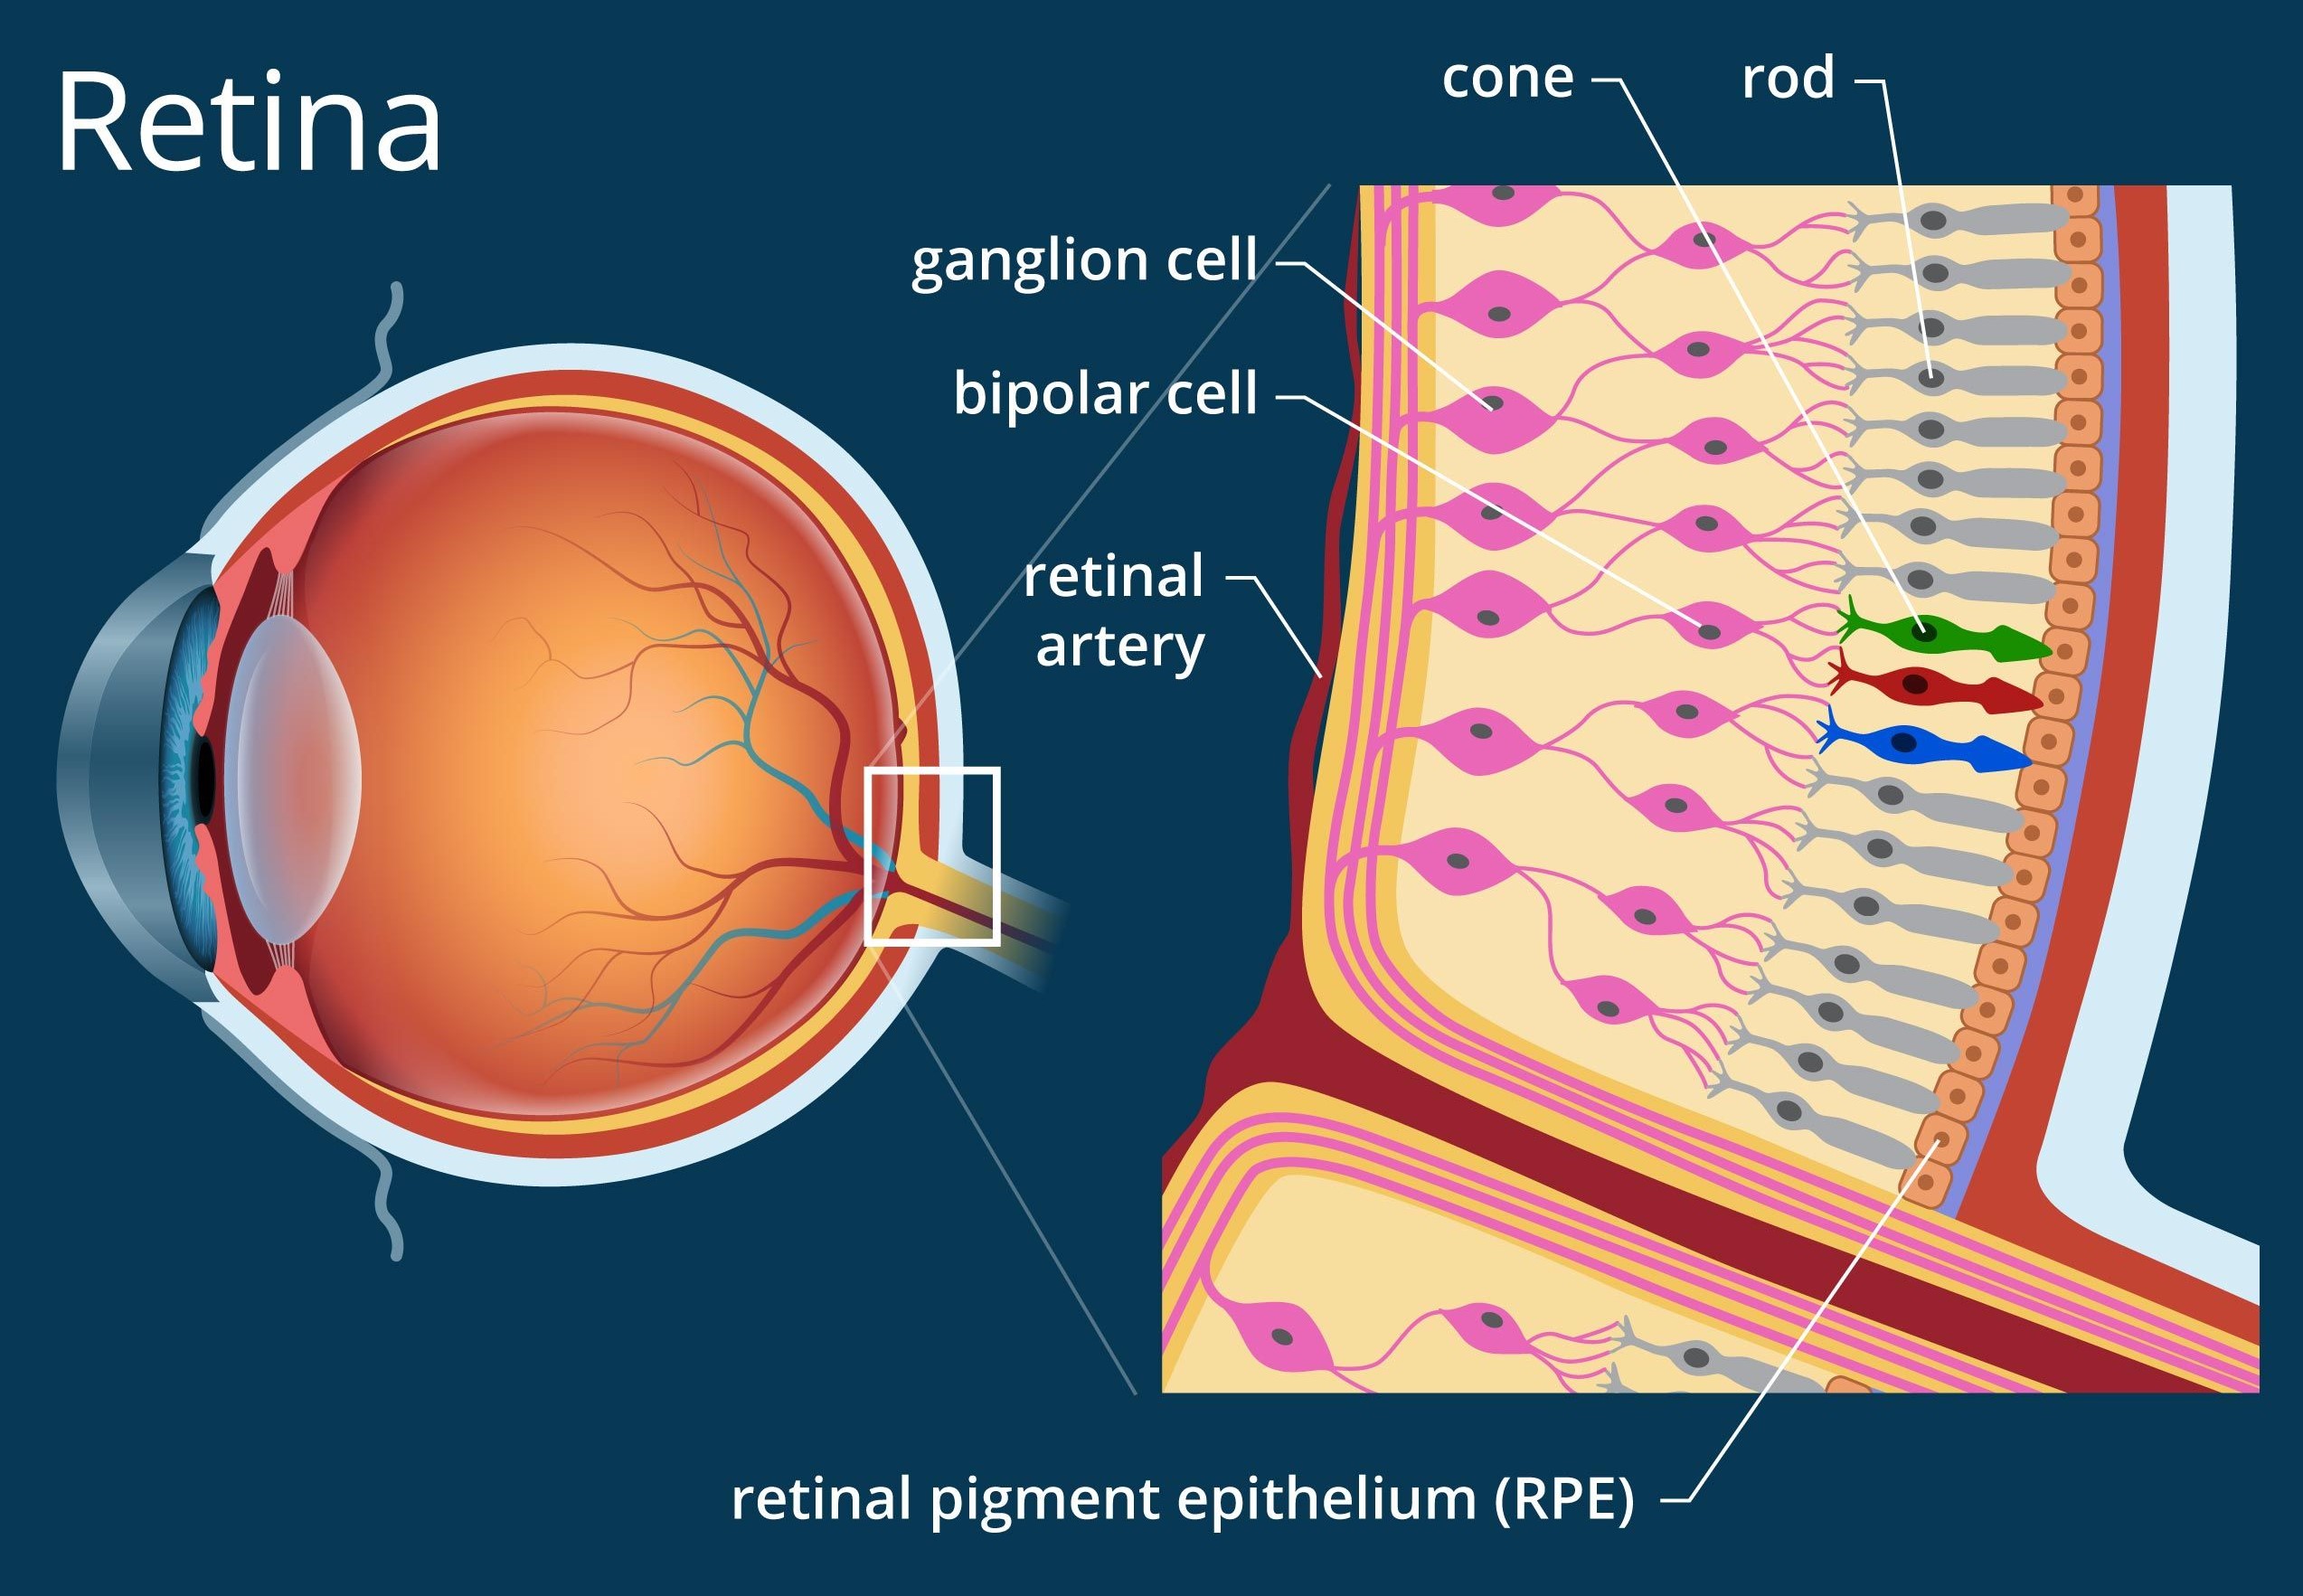 Retina
cone
rod
ganglion cell
bipolar cell
retinal
artery
retinal pigment epithelium (RPE)